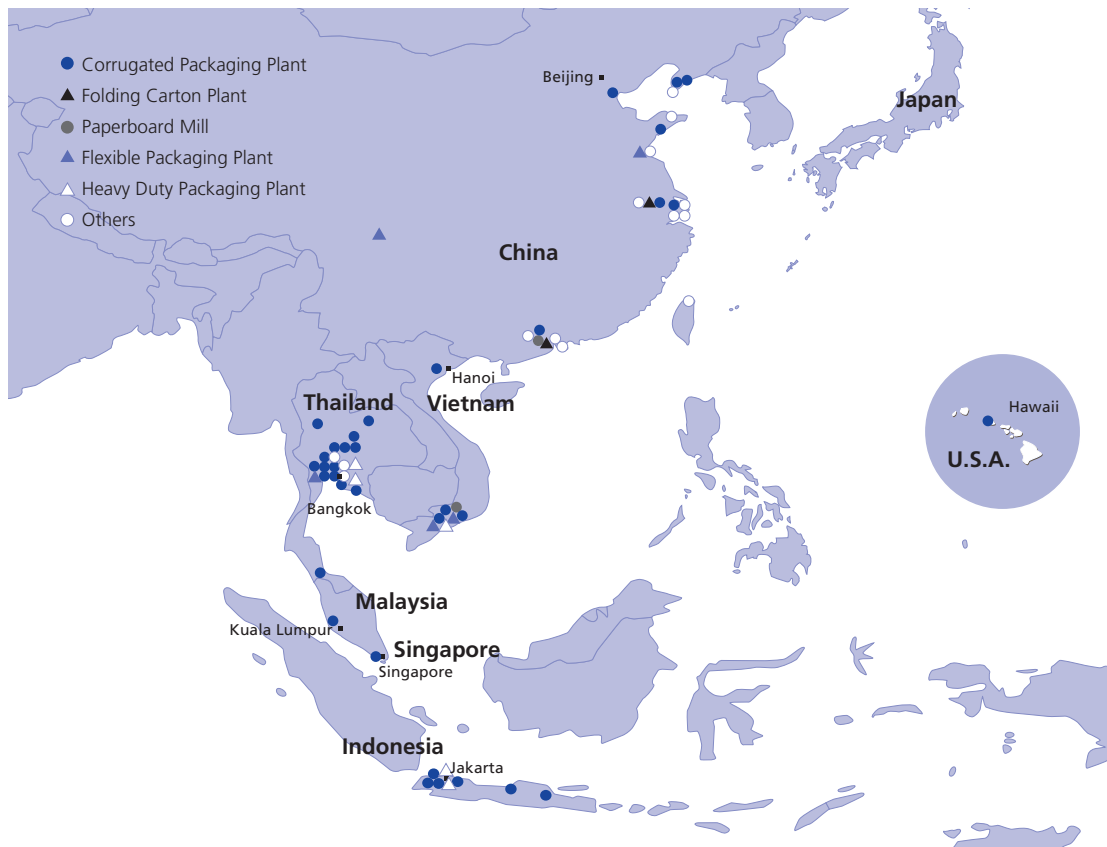 Corrugated Packaging Plant
Folding Carton Plant
Paperboard Mill
Flexible Packaging Plant
Heavy Duty Packaging Plant
Others
Beijing
Japan
China
Hanoi
Thailand
Vietnam
Hawaii
U.S.A.
Bangkok
Malaysia
Kuala Lumpur
Singapore
Singapore
Indonesia
Jakarta